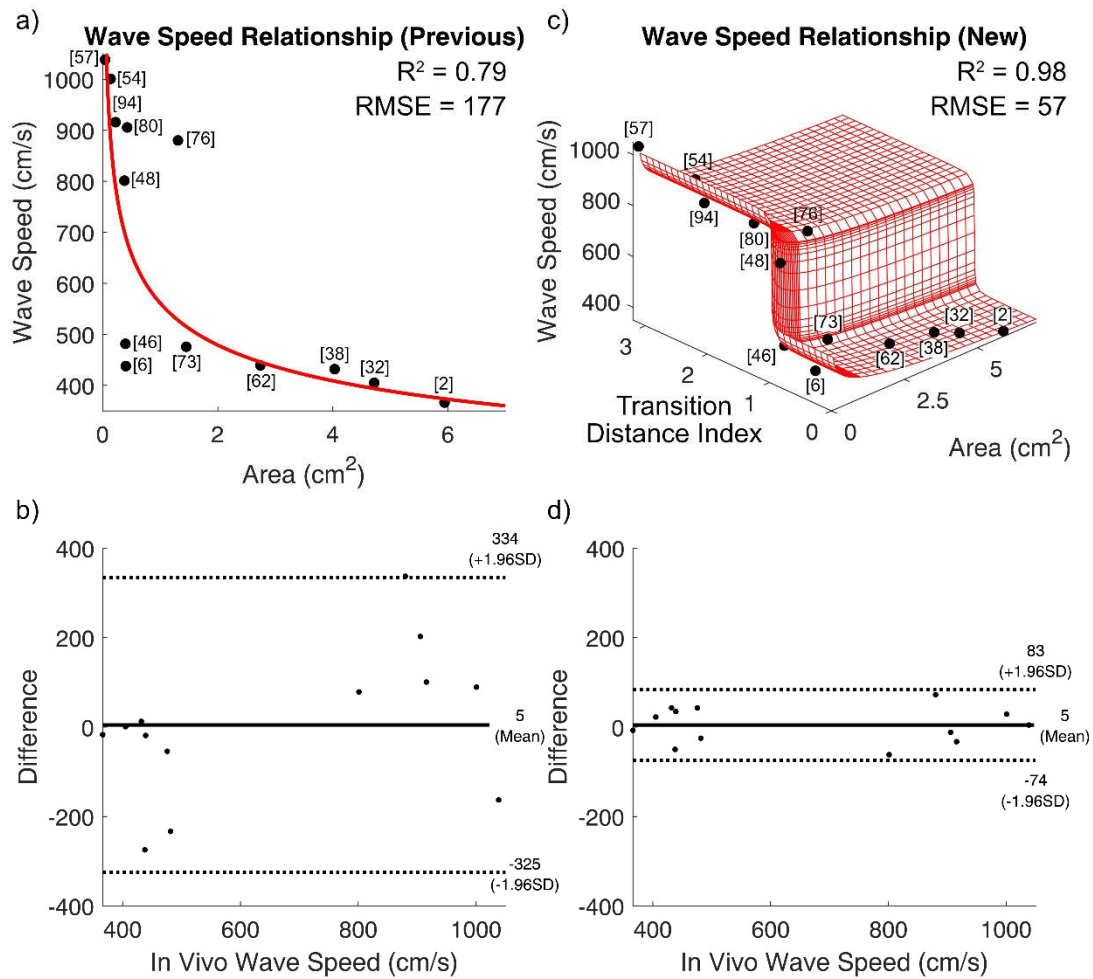 a)
Wave Speed Relationship (Previous)
R² = 0.79
RMSE = 177
[57]
[54]
[94]
[80]
[76]
[48]
[46]
[6]
[73]
[62]
[38]
[32]
[2]
1000
900
800
700
600
500
400
Wave Speed (cm/s)
0 2 4 6
Area (cm²)
c)
Wave Speed Relationship (New)
R² = 0.98
RMSE = 57
[57]
[54]
[94]
[80]
[76]
[48]
[73]
[46]
[6]
[62]
[38]
[32]
[2]
1000
800
600
400
Wave Speed (cm/s)
3
2
1
0
Transition
Distance Index
0
2.5
5
Area (cm²)
b)
400
200
0
-200
-400
Difference
334
(+1.96SD)
5
(Mean)
-325
(-1.96SD)
400 600 800 1000
In Vivo Wave Speed (cm/s)
d)
400
200
0
-200
-400
Difference
83
(+1.96SD)
5
(Mean)
-74
(-1.96SD)
400 600 800 1000
In Vivo Wave Speed (cm/s)